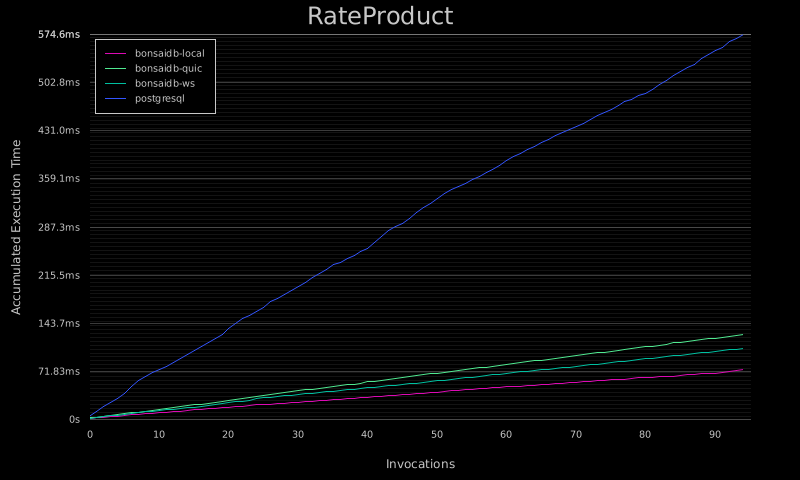 RateProduct
574.6ms
502.8ms
431.0ms
359.1ms
287.3ms
215.5ms
143.7ms
71.83ms
0s
bonsaidb-local
bonsaidb-quic
bonsaidb-ws
postgresql
Accumulated Execution Time
0 10 20 30 40 50 60 70 80 90
Invocations